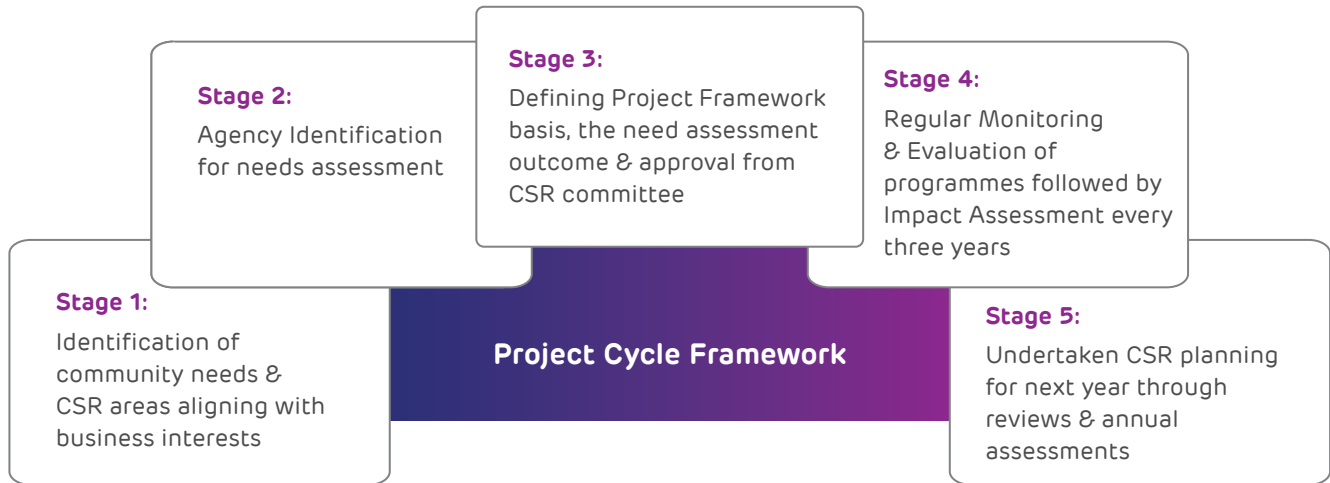 Stage 1:
Identification of
community needs &
CSR areas aligning with
business interests
Stage 2:
Agency Identification
for needs assessment
Stage 3:
Defining Project Framework
basis, the need assessment
outcome & approval from
CSR committee
Stage 4:
Regular Monitoring
& Evaluation of
programmes followed by
Impact Assessment every
three years
Stage 5:
Undertaken CSR planning
for next year through
reviews & annual
assessments
Project Cycle Framework